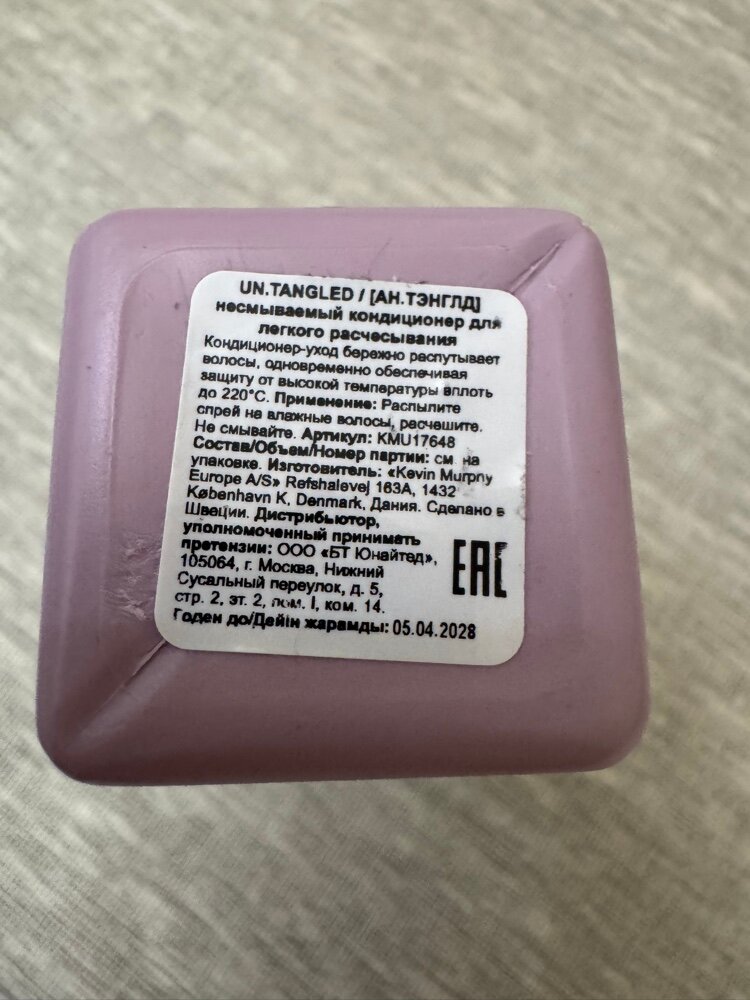 UN.TANGLED / [АН.ТЭНГЛД]
несмываемый кондиционер для
легкого расчесывания
Кондиционер-уход бережно распутывает
волосы, одновременно обеспечивая
защиту от высокой температуры вплоть
до 220°C. Применение: Распылите
спрей на влажные волосы, расчешите.
Не смывайте. Артикул: KMU17648
Состав/Объем/Номер партии: см. на
упаковке. Изготовитель: «Kevin Murphy
Europe A/S» Refshalevej 163A, 1432
København K, Denmark, Дания. Сделано в
Швеции. Дистрибьютор,
уполномоченный принимать
претензии: ООО «БТ Юнайтед»,
105064, г. Москва, Нижний
Сусальный переулок, д. 5,
стр. 2, эт. 2, пом. I, ком. 14.
Годен до/Дейін жарамды: 05.04.2028
EAC